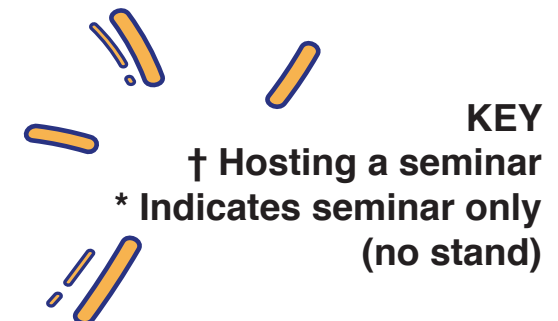 KEY
† Hosting a seminar
* Indicates seminar only
(no stand)